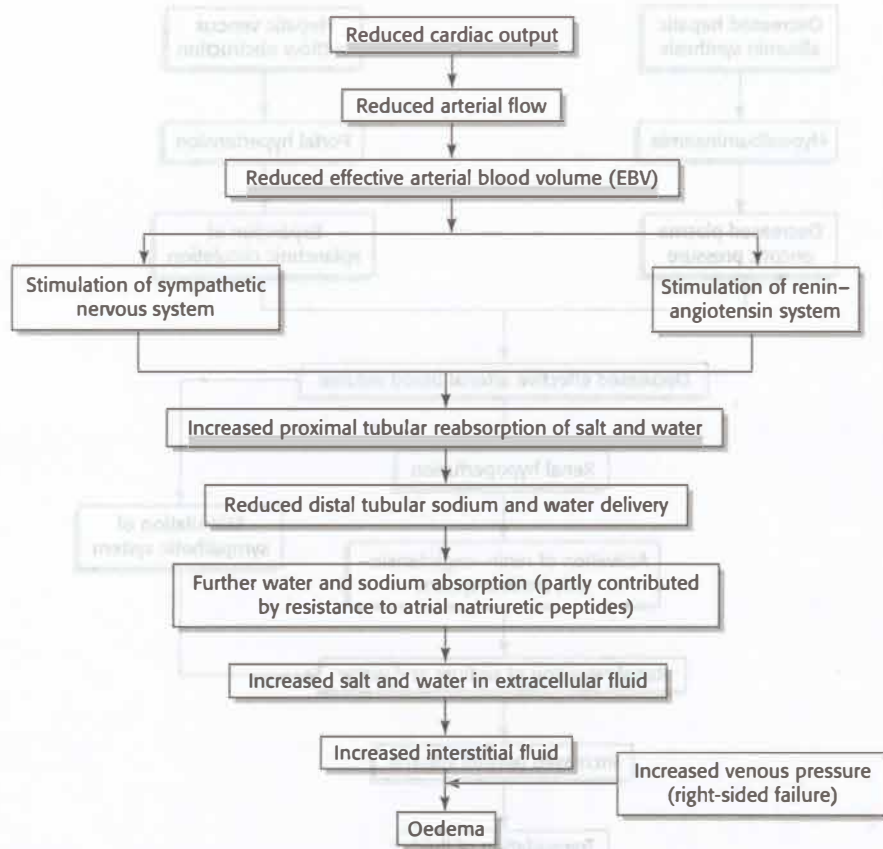 Reduced cardiac output
Reduced arterial flow
Reduced effective arterial blood volume (EBV)
Stimulation of sympathetic
nervous system
Stimulation of renin–
angiotensin system
Increased proximal tubular reabsorption of salt and water
Reduced distal tubular sodium and water delivery
Further water and sodium absorption (partly contributed
by resistance to atrial natriuretic peptides)
Increased salt and water in extracellular fluid
Increased interstitial fluid
Increased venous pressure
(right-sided failure)
Oedema